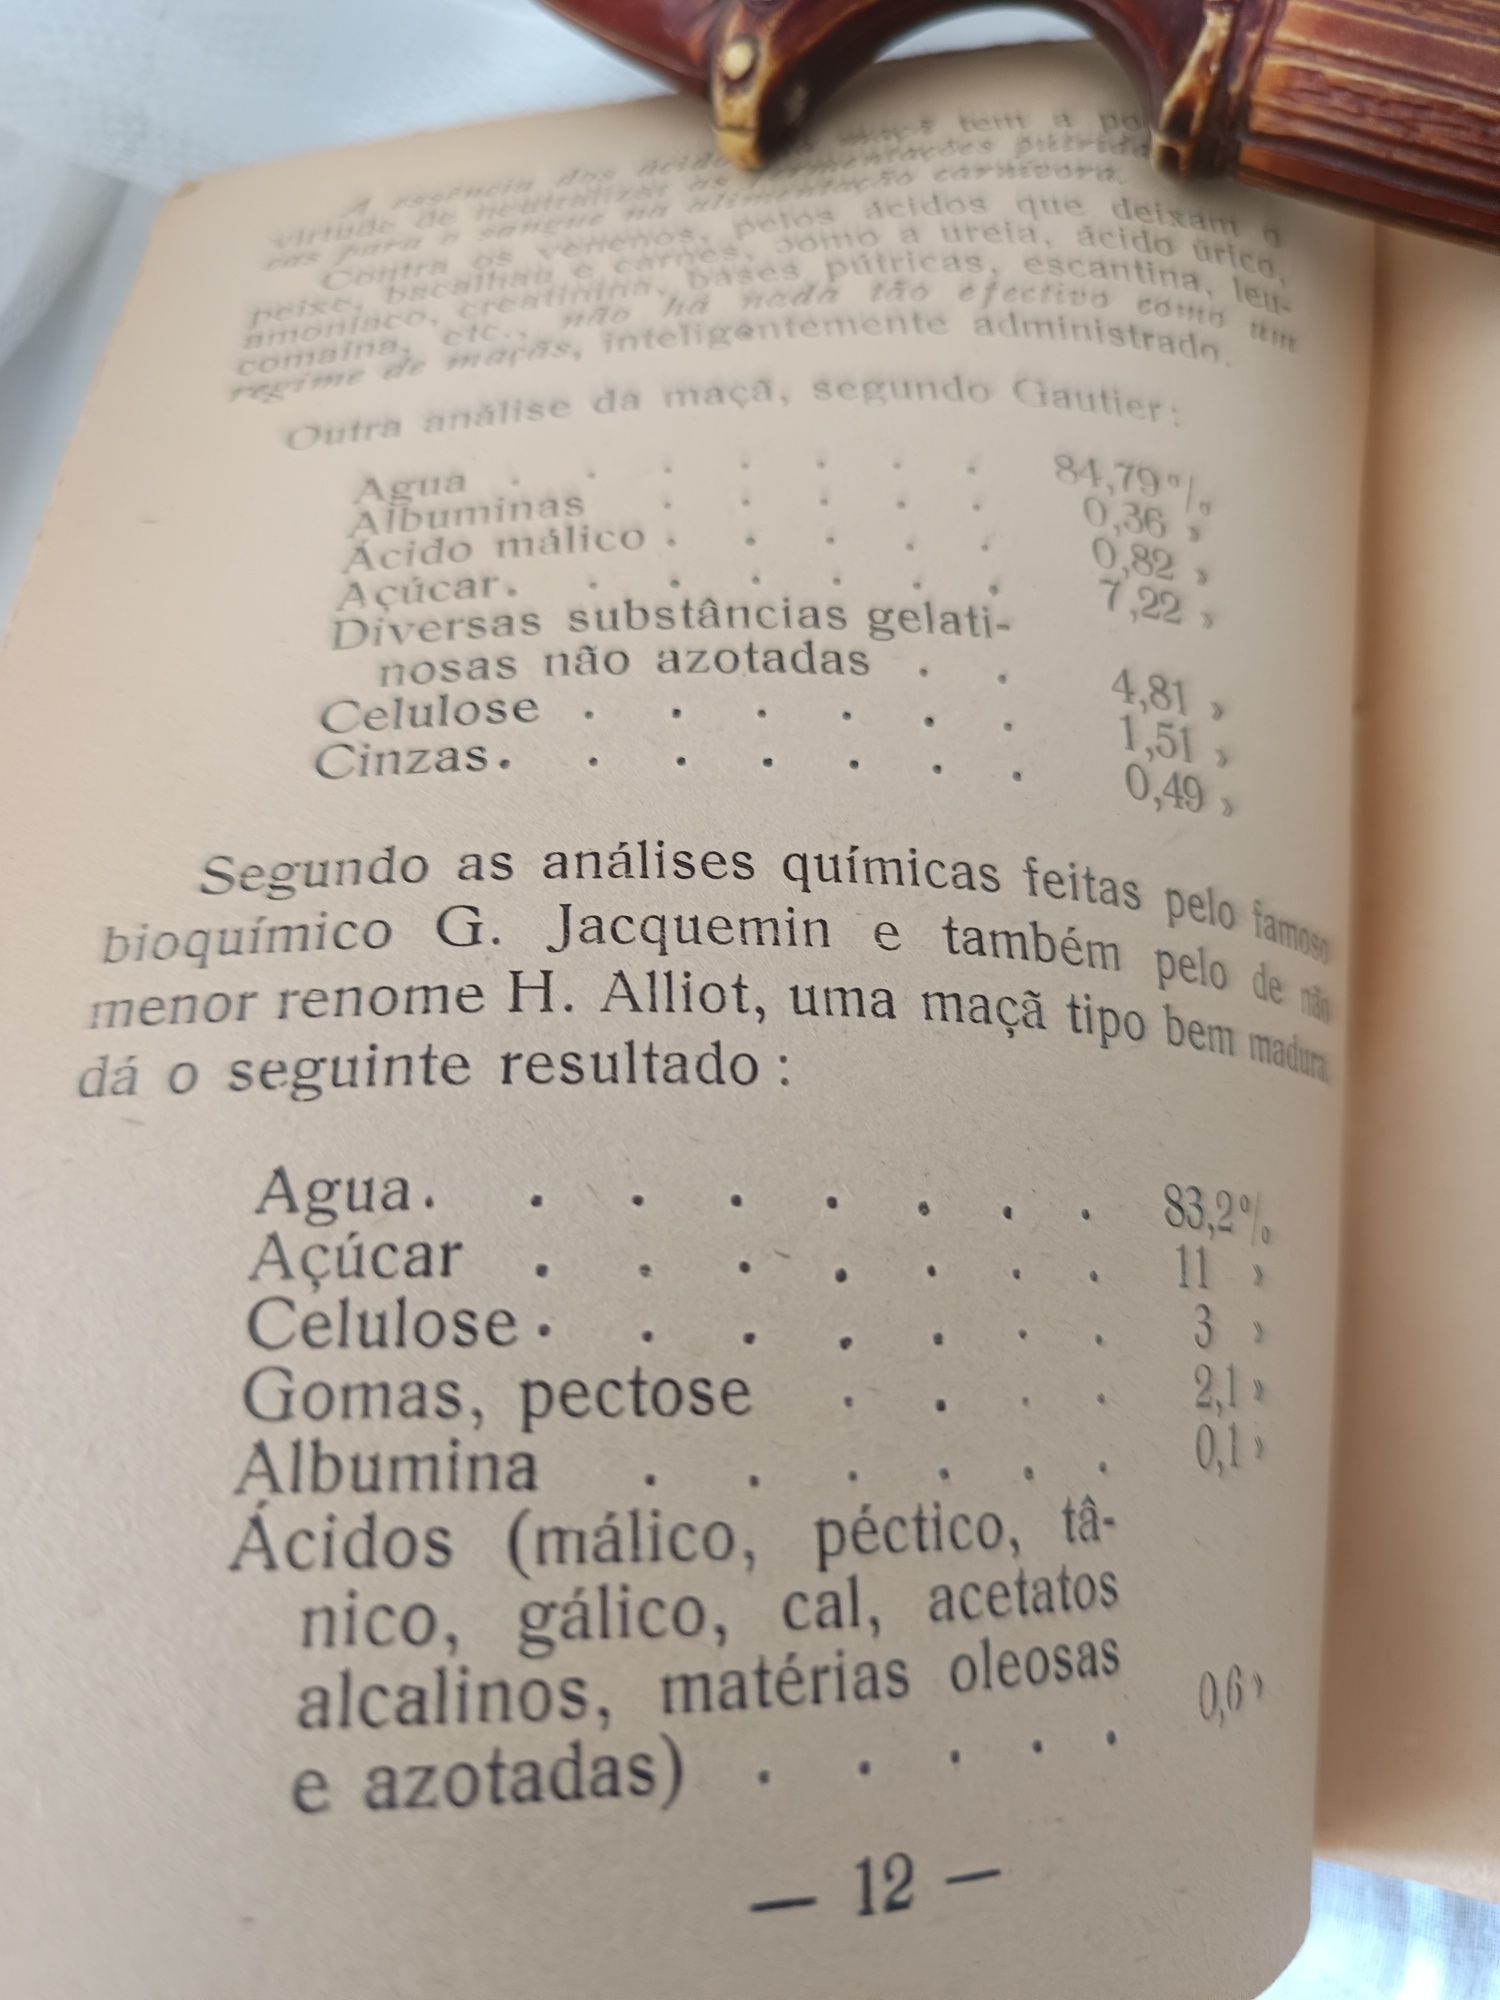 A essência dos ácidos maçã tem a
virtude de neutralizar as fermentações pútridas
cas para o sangue na alimentação carnívora.
Contra os venenos, pelos ácidos que deixam o
peixe, bacalhau e carnes, como a ureia, ácido úrico,
amoníaco, creatinina, bases pútricas, escantina, leu-
comaína, etc., não há nada tão efectivo como um
regime de maçãs, inteligentemente administrado.
Outra análise da maçã, segundo Gautier:
Agua . . . . . . . 84,79 %
Albuminas . . . . . 0,36 »
Ácido málico . . . . . 0,82 »
Açúcar . . . . . . . 7,22 »
Diversas substâncias gelati-
nosas não azotadas . . 4,81 »
Celulose . . . . . . 1,51 »
Cinzas . . . . . . . 0,49 »
Segundo as análises químicas feitas pelo famoso
bioquímico G. Jacquemin e também pelo de não
menor renome H. Alliot, uma maçã tipo bem madura,
dá o seguinte resultado :
Agua . . . . . . . . 83,2 %
Açúcar . . . . . . . 11 »
Celulose . . . . . . . 3 »
Gomas, pectose . . . . 2,1 »
Albumina . . . . . . 0,1 »
Ácidos (málico, péctico, tâ-
nico, gálico, cal, acetatos
alcalinos, matérias oleosas
e azotadas) . . . . . 0,6 »
— 12 —